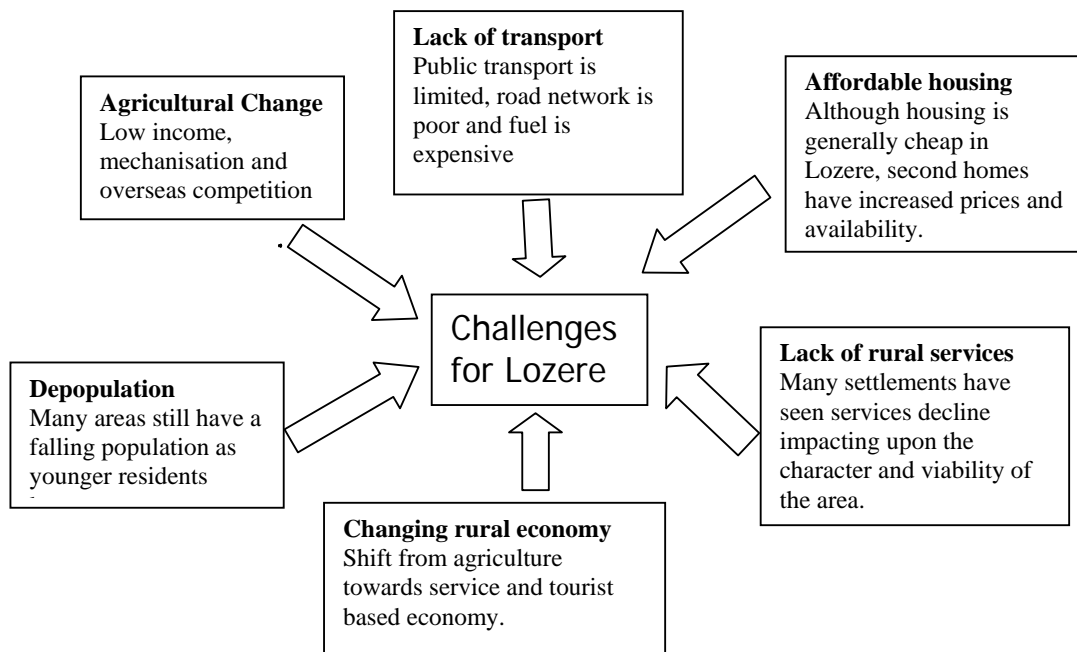 Lack of transport
Public transport is
limited, road network is
poor and fuel is
expensive
Agricultural Change
Low income,
mechanisation and
overseas competition
Affordable housing
Although housing is
generally cheap in
Lozere, second homes
have increased prices and
availability.
Challenges
for Lozere
Depopulation
Many areas still have a
falling population as
younger residents
Lack of rural services
Many settlements have
seen services decline
impacting upon the
character and viability of
the area.
Changing rural economy
Shift from agriculture
towards service and tourist
based economy.